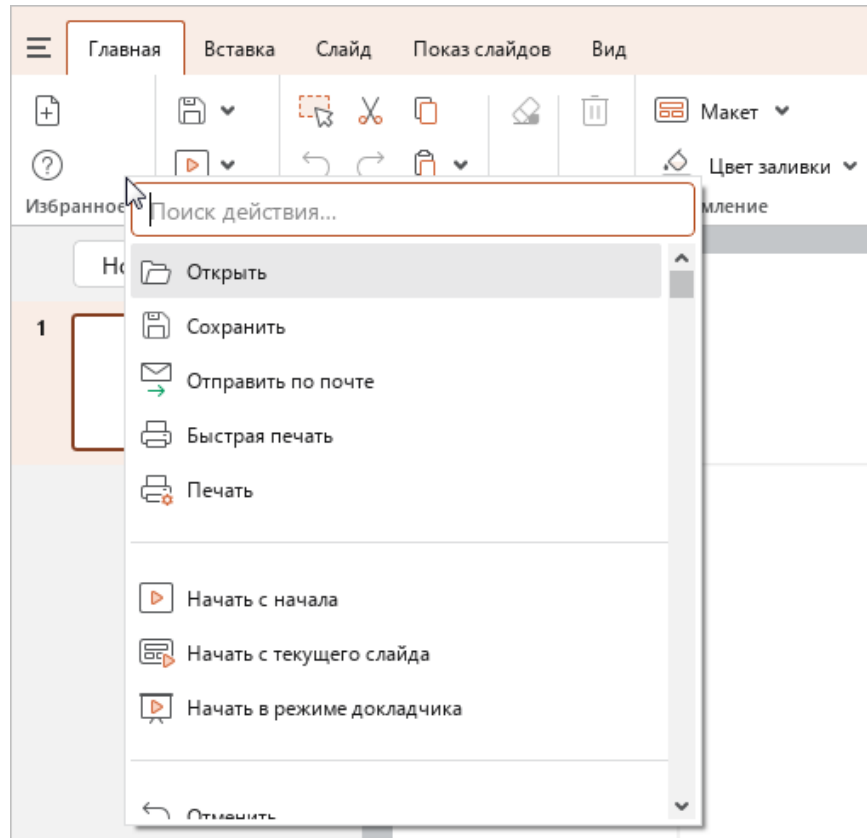 Главная Вставка Слайд Показ слайдов Вид
Макет
Цвет заливки
Избранное
Поиск действия...
Открыть
1
Сохранить
Отправить по почте
Быстрая печать
Печать
Начать с начала
Начать с текущего слайда
Начать в режиме докладчика
Отменить